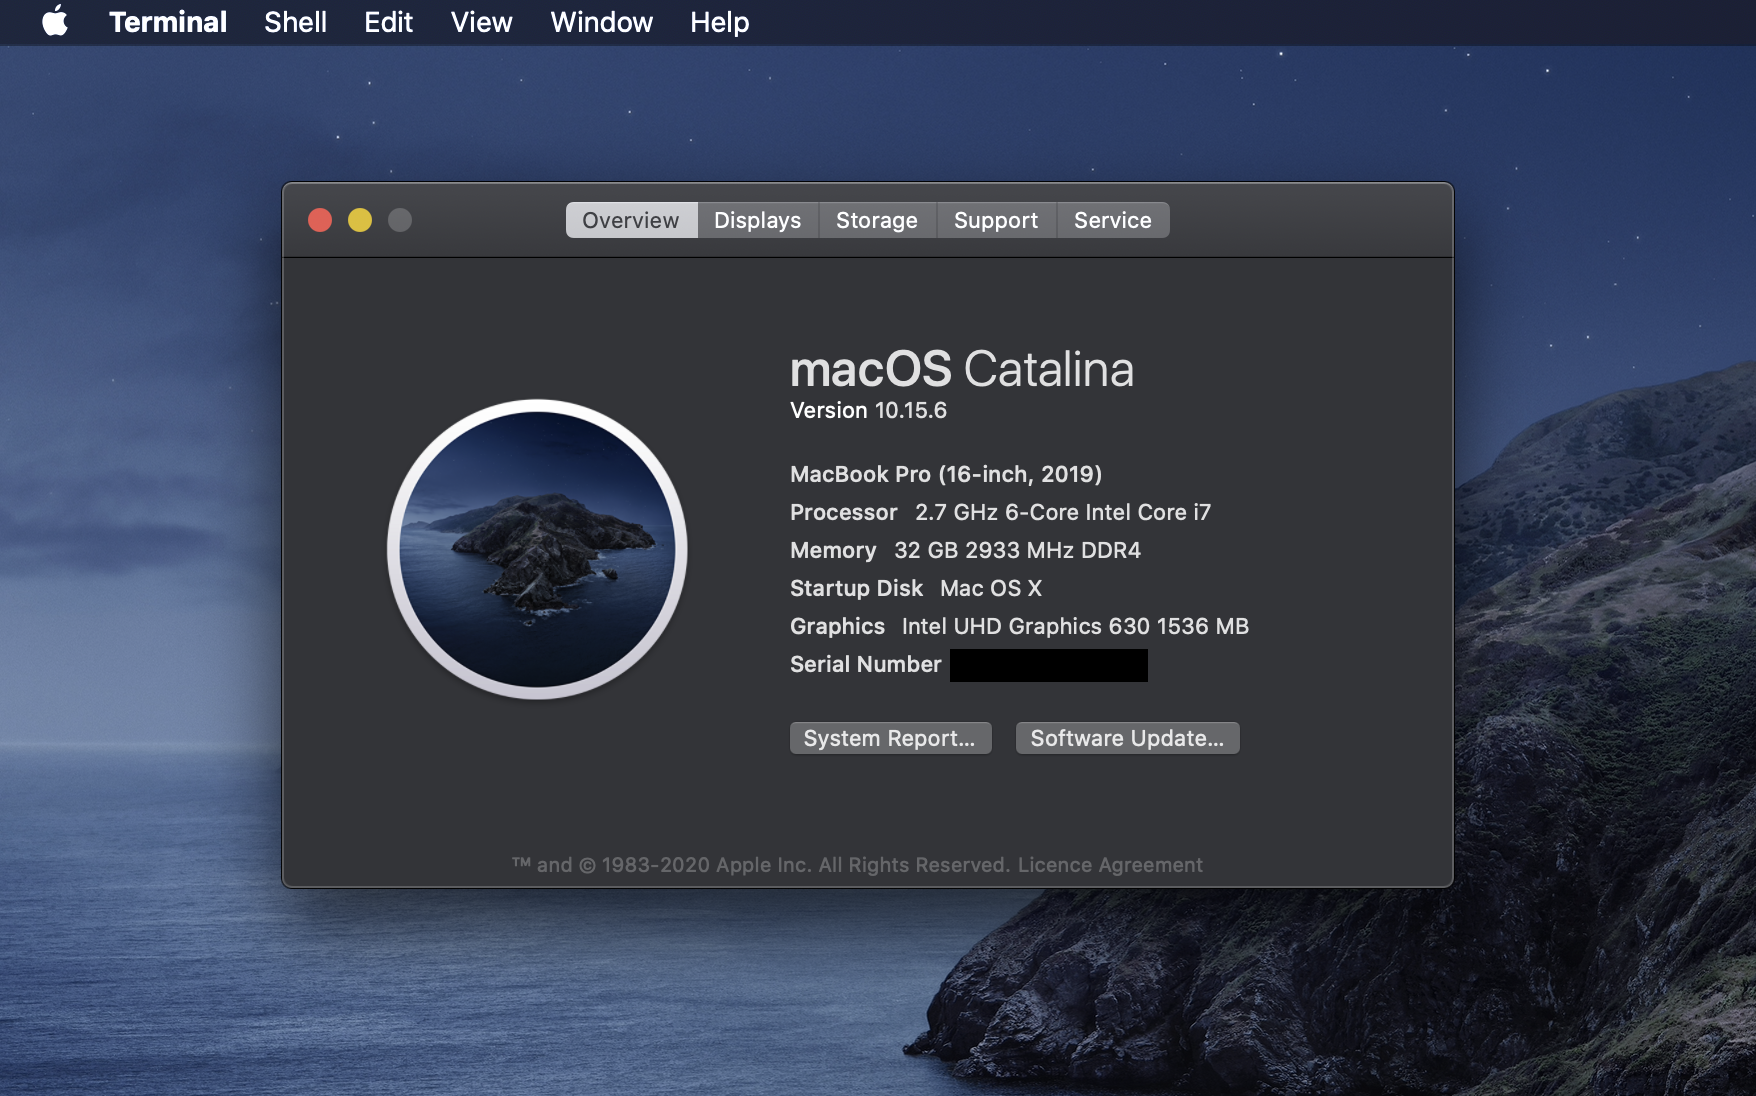 Terminal Shell Edit View Window Help
Overview Displays Storage Support Service
macOS Catalina
Version 10.15.6
MacBook Pro (16-inch, 2019)
Processor 2.7 GHz 6-Core Intel Core i7
Memory 32 GB 2933 MHz DDR4
Startup Disk Mac OS X
Graphics Intel UHD Graphics 630 1536 MB
Serial Number
System Report... Software Update...
™ and © 1983-2020 Apple Inc. All Rights Reserved. Licence Agreement